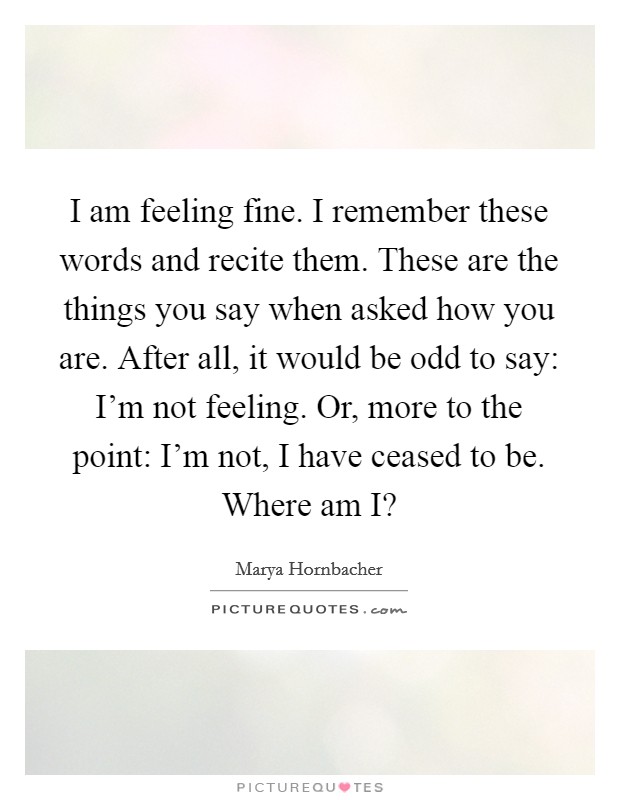 I am feeling fine. I remember these
words and recite them. These are the
things you say when asked how you
are. After all, it would be odd to say:
I’m not feeling. Or, more to the
point: I’m not, I have ceased to be.
Where am I?
Marya Hornbacher
PICTUREQUOTES.com
PICTUREQUOTES